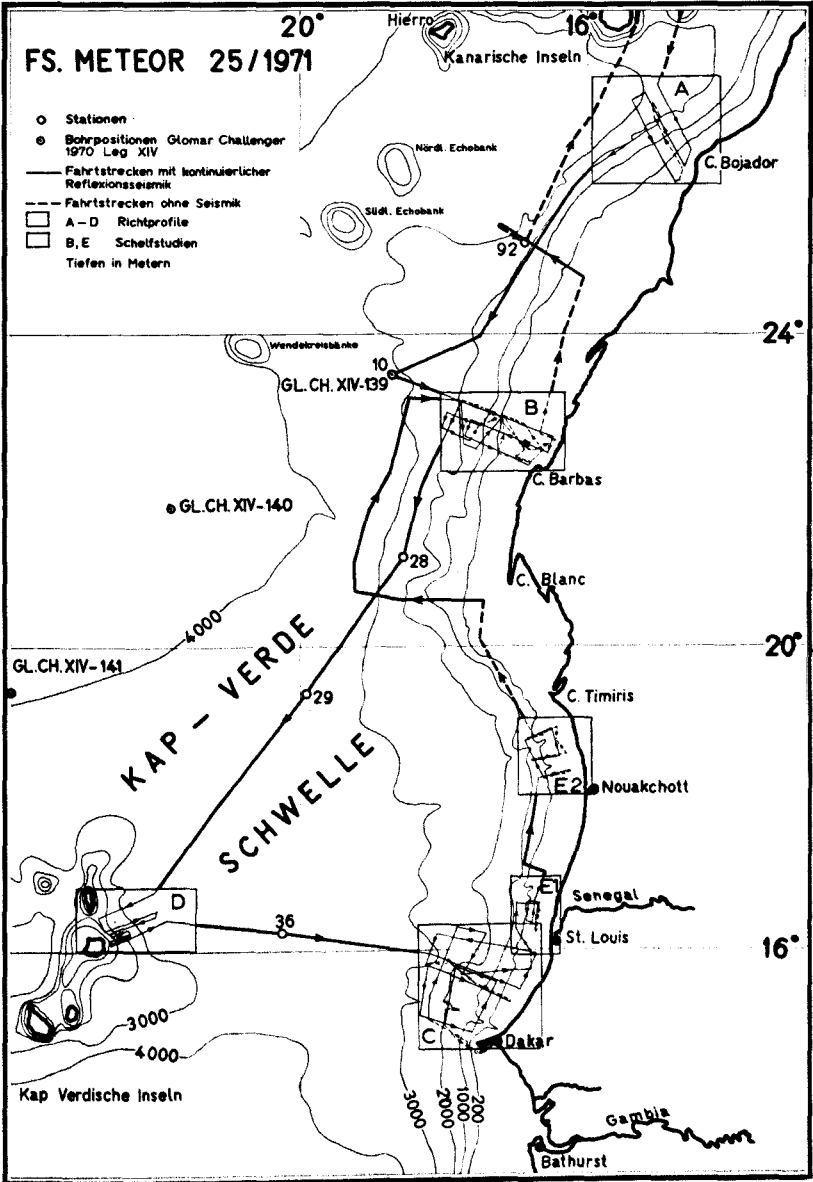 20°
16°
Hierro
Kanarische Inseln
FS. METEOR 25/1971
Stationen
Bohrpositionen Glomar Challenger
1970 Leg XIV
Fahrtstrecken mit kontinuierlicher
Reflexionsseismik
Fahrtstrecken ohne Seismik
A-D Richtprofile
B,E Schelfstudien
Tiefen in Metern
Nördl. Echobank
Südl. Echobank
A
C. Bojador
92
24°
Wendekreisbänke
10
GL.CH. XIV-139
B
C. Barbas
GL.CH. XIV-140
28
C. Blanc
4000
20°
GL.CH. XIV-141
29
C. Timiris
KAP - VERDE
SCHWELLE
E2
Nouakchott
D
E1
Senegal
36
St. Louis
16°
C
Dakar
3000
4000
3000
2000
1000
200
Kap Verdische Inseln
Gambia
Bathurst